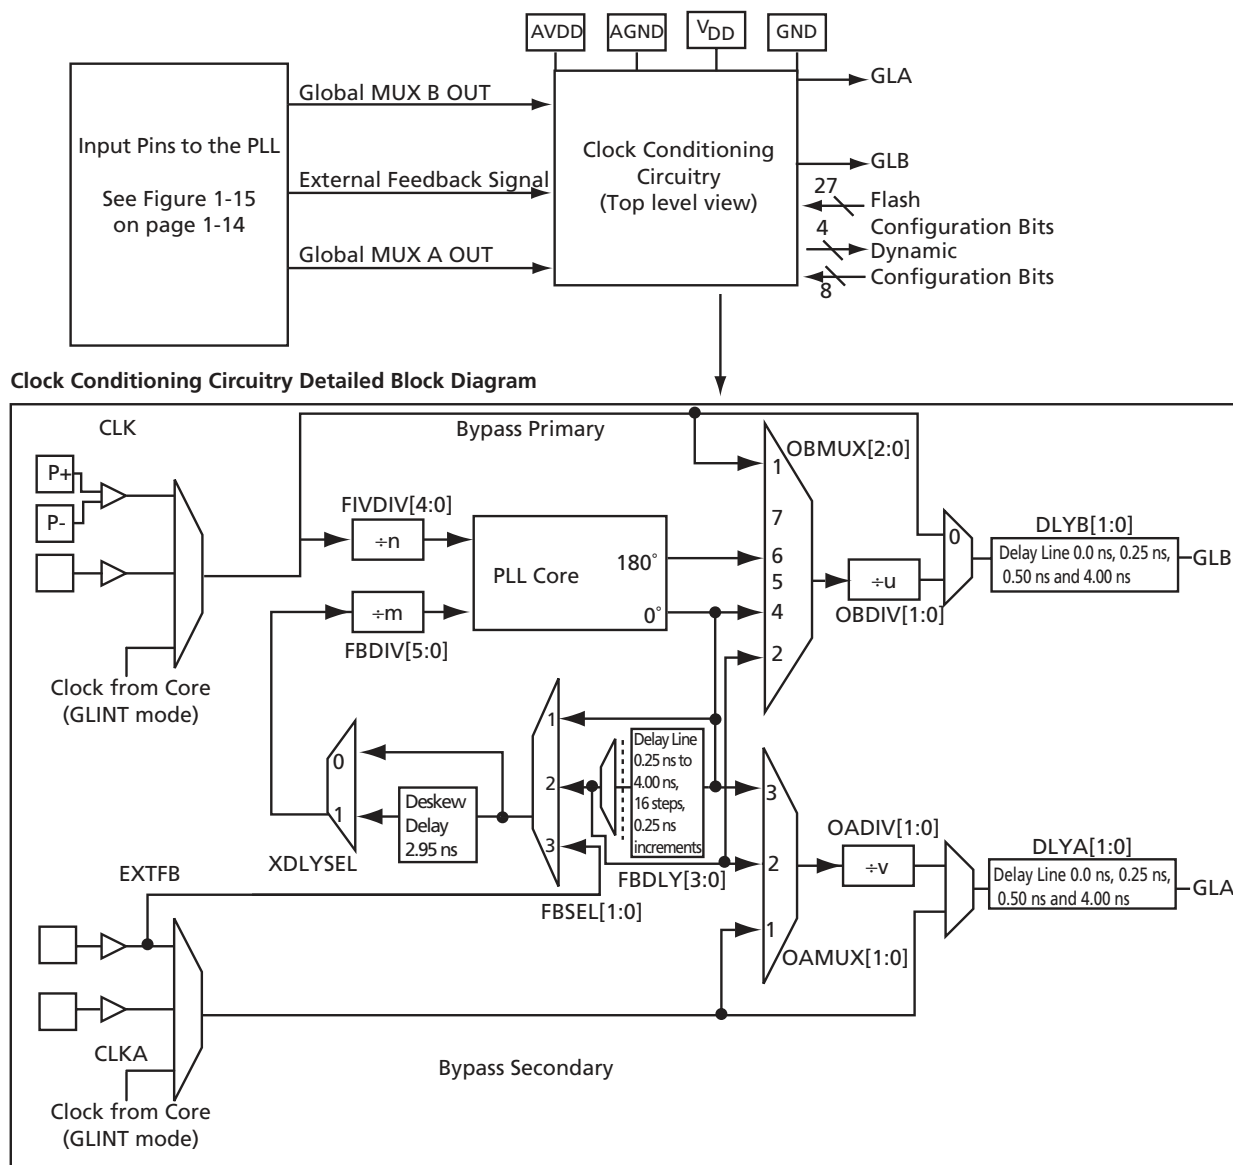 AVDD
AGND
VDD
GND
Input Pins to the PLL
See Figure 1-15
on page 1-14
Global MUX B OUT
External Feedback Signal
Global MUX A OUT
Clock Conditioning
Circuitry
(Top level view)
GLA
GLB
27
Flash
Configuration Bits
4
Dynamic
Configuration Bits
8
Clock Conditioning Circuitry Detailed Block Diagram
CLK
Bypass Primary
P+
P-
Clock from Core
(GLINT mode)
FIVDIV[4:0]
÷n
÷m
FBDIV[5:0]
PLL Core
180°
0°
OBMUX[2:0]
1
7
6
5
4
2
÷u
OBDIV[1:0]
0
DLYB[1:0]
Delay Line 0.0 ns, 0.25 ns,
0.50 ns and 4.00 ns
GLB
0
1
XDLYSEL
Deskew
Delay
2.95 ns
1
2
3
FBSEL[1:0]
Delay Line
0.25 ns to
4.00 ns,
16 steps,
0.25 ns
increments
FBDLY[3:0]
3
2
1
OAMUX[1:0]
OADIV[1:0]
÷v
DLYA[1:0]
Delay Line 0.0 ns, 0.25 ns,
0.50 ns and 4.00 ns
GLA
EXTFB
CLKA
Clock from Core
(GLINT mode)
Bypass Secondary